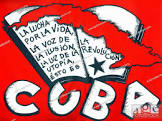 LA LUCHA
POR LA VIDA,
LA VOZ DE
LA ILUSIÓN,
LA LUZ DE LA
UTOPIA,
ESTO ES
LA
REVOLUCIÓN
CUBA